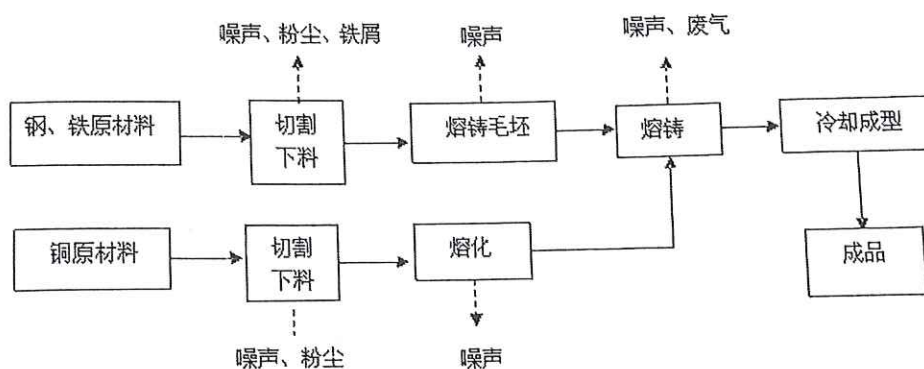 噪声、粉尘、铁屑
噪声
噪声、废气
钢、铁原材料
切割
下料
熔铸毛坯
熔铸
冷却成型
铜原材料
切割
下料
熔化
成品
噪声、粉尘
噪声